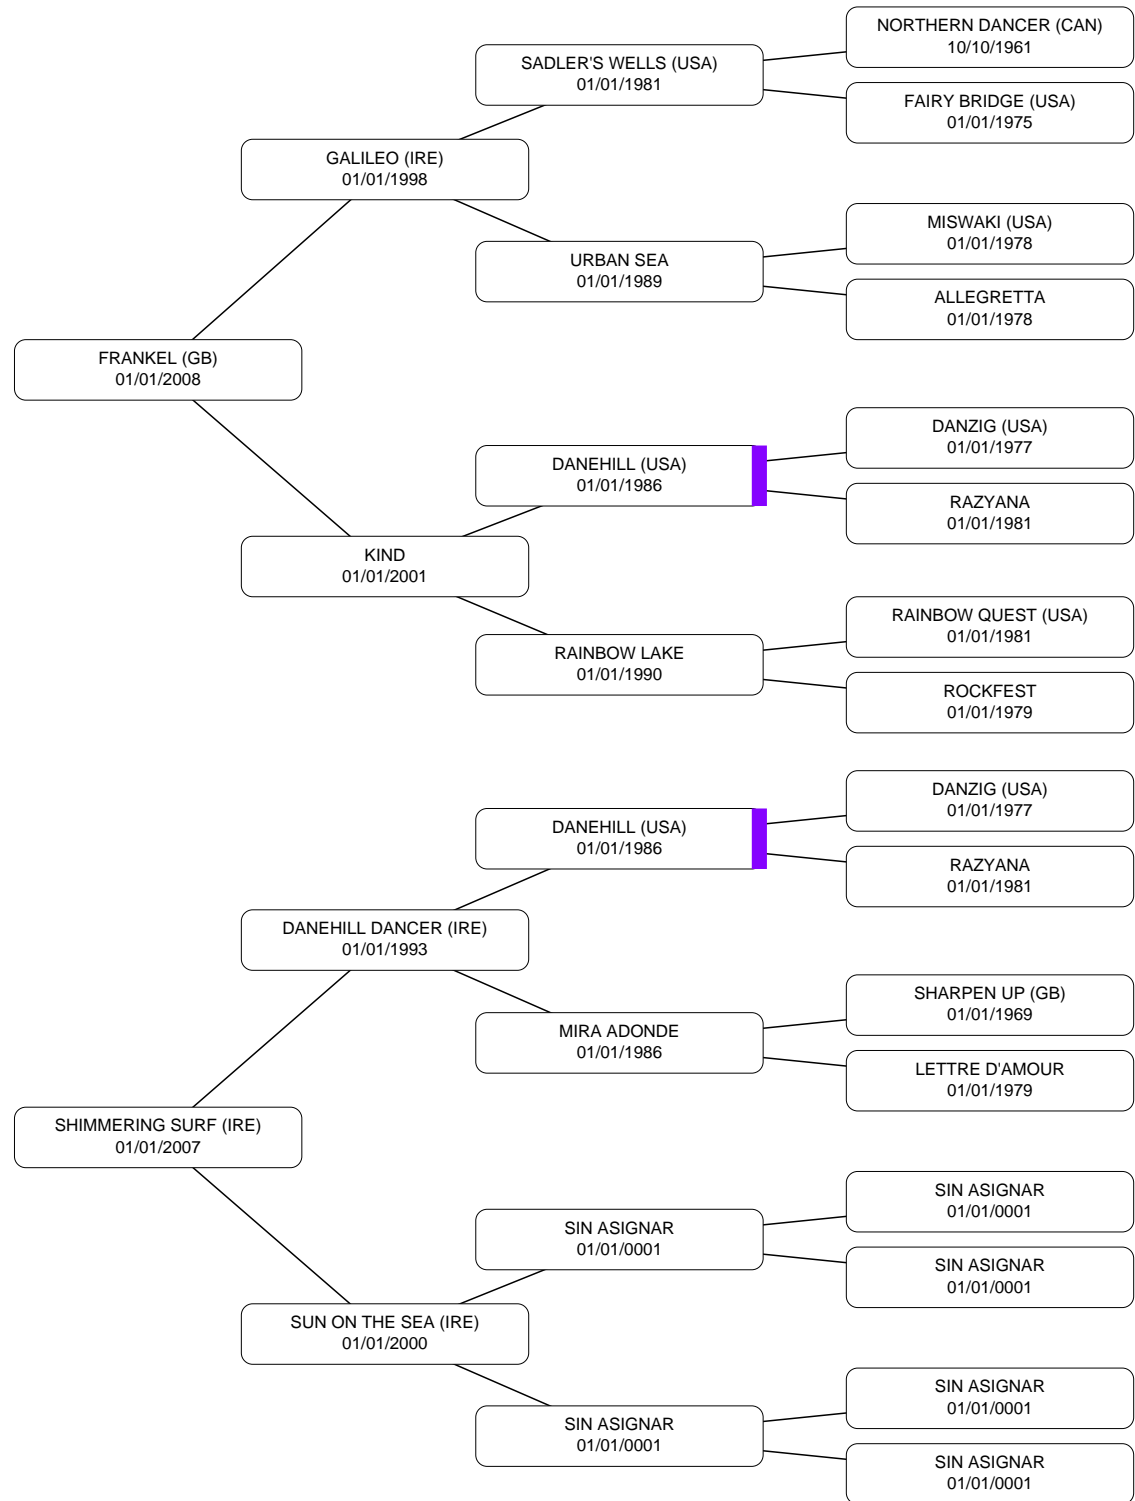 NORTHERN DANCER (CAN)
10/10/1961
SADLER'S WELLS (USA)
01/01/1981
FAIRY BRIDGE (USA)
01/01/1975
GALILEO (IRE)
01/01/1998
MISWAKI (USA)
01/01/1978
URBAN SEA
01/01/1989
ALLEGRETTA
01/01/1978
FRANKEL (GB)
01/01/2008
DANZIG (USA)
01/01/1977
DANEHILL (USA)
01/01/1986
RAZYANA
01/01/1981
KIND
01/01/2001
RAINBOW QUEST (USA)
01/01/1981
RAINBOW LAKE
01/01/1990
ROCKFEST
01/01/1979
DANZIG (USA)
01/01/1977
DANEHILL (USA)
01/01/1986
RAZYANA
01/01/1981
DANEHILL DANCER (IRE)
01/01/1993
SHARPEN UP (GB)
01/01/1969
MIRA ADONDE
01/01/1986
LETTRE D'AMOUR
01/01/1979
SHIMMERING SURF (IRE)
01/01/2007
SIN ASIGNAR
01/01/0001
SIN ASIGNAR
01/01/0001
SIN ASIGNAR
01/01/0001
SUN ON THE SEA (IRE)
01/01/2000
SIN ASIGNAR
01/01/0001
SIN ASIGNAR
01/01/0001
SIN ASIGNAR
01/01/0001